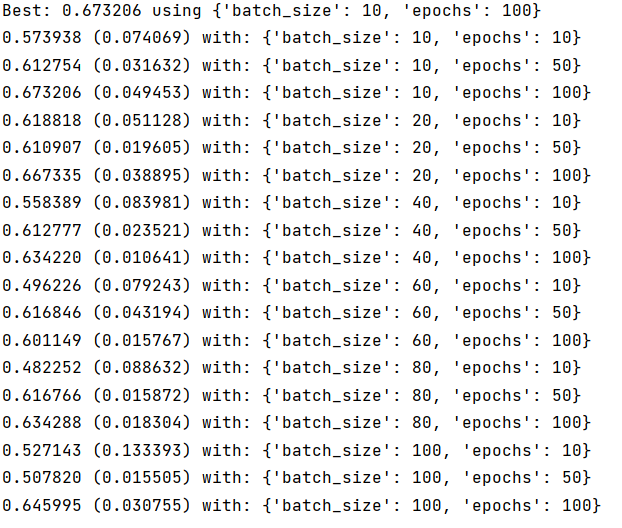 Best: 0.673206 using {'batch_size': 10, 'epochs': 100}
0.573938 (0.074069) with: {'batch_size': 10, 'epochs': 10}
0.612754 (0.031632) with: {'batch_size': 10, 'epochs': 50}
0.673206 (0.049453) with: {'batch_size': 10, 'epochs': 100}
0.618818 (0.051128) with: {'batch_size': 20, 'epochs': 10}
0.610907 (0.019605) with: {'batch_size': 20, 'epochs': 50}
0.667335 (0.038895) with: {'batch_size': 20, 'epochs': 100}
0.558389 (0.083981) with: {'batch_size': 40, 'epochs': 10}
0.612777 (0.023521) with: {'batch_size': 40, 'epochs': 50}
0.634220 (0.010641) with: {'batch_size': 40, 'epochs': 100}
0.496226 (0.079243) with: {'batch_size': 60, 'epochs': 10}
0.616846 (0.043194) with: {'batch_size': 60, 'epochs': 50}
0.601149 (0.015767) with: {'batch_size': 60, 'epochs': 100}
0.482252 (0.088632) with: {'batch_size': 80, 'epochs': 10}
0.616766 (0.015872) with: {'batch_size': 80, 'epochs': 50}
0.634288 (0.018304) with: {'batch_size': 80, 'epochs': 100}
0.527143 (0.133393) with: {'batch_size': 100, 'epochs': 10}
0.507820 (0.015505) with: {'batch_size': 100, 'epochs': 50}
0.645995 (0.030755) with: {'batch_size': 100, 'epochs': 100}